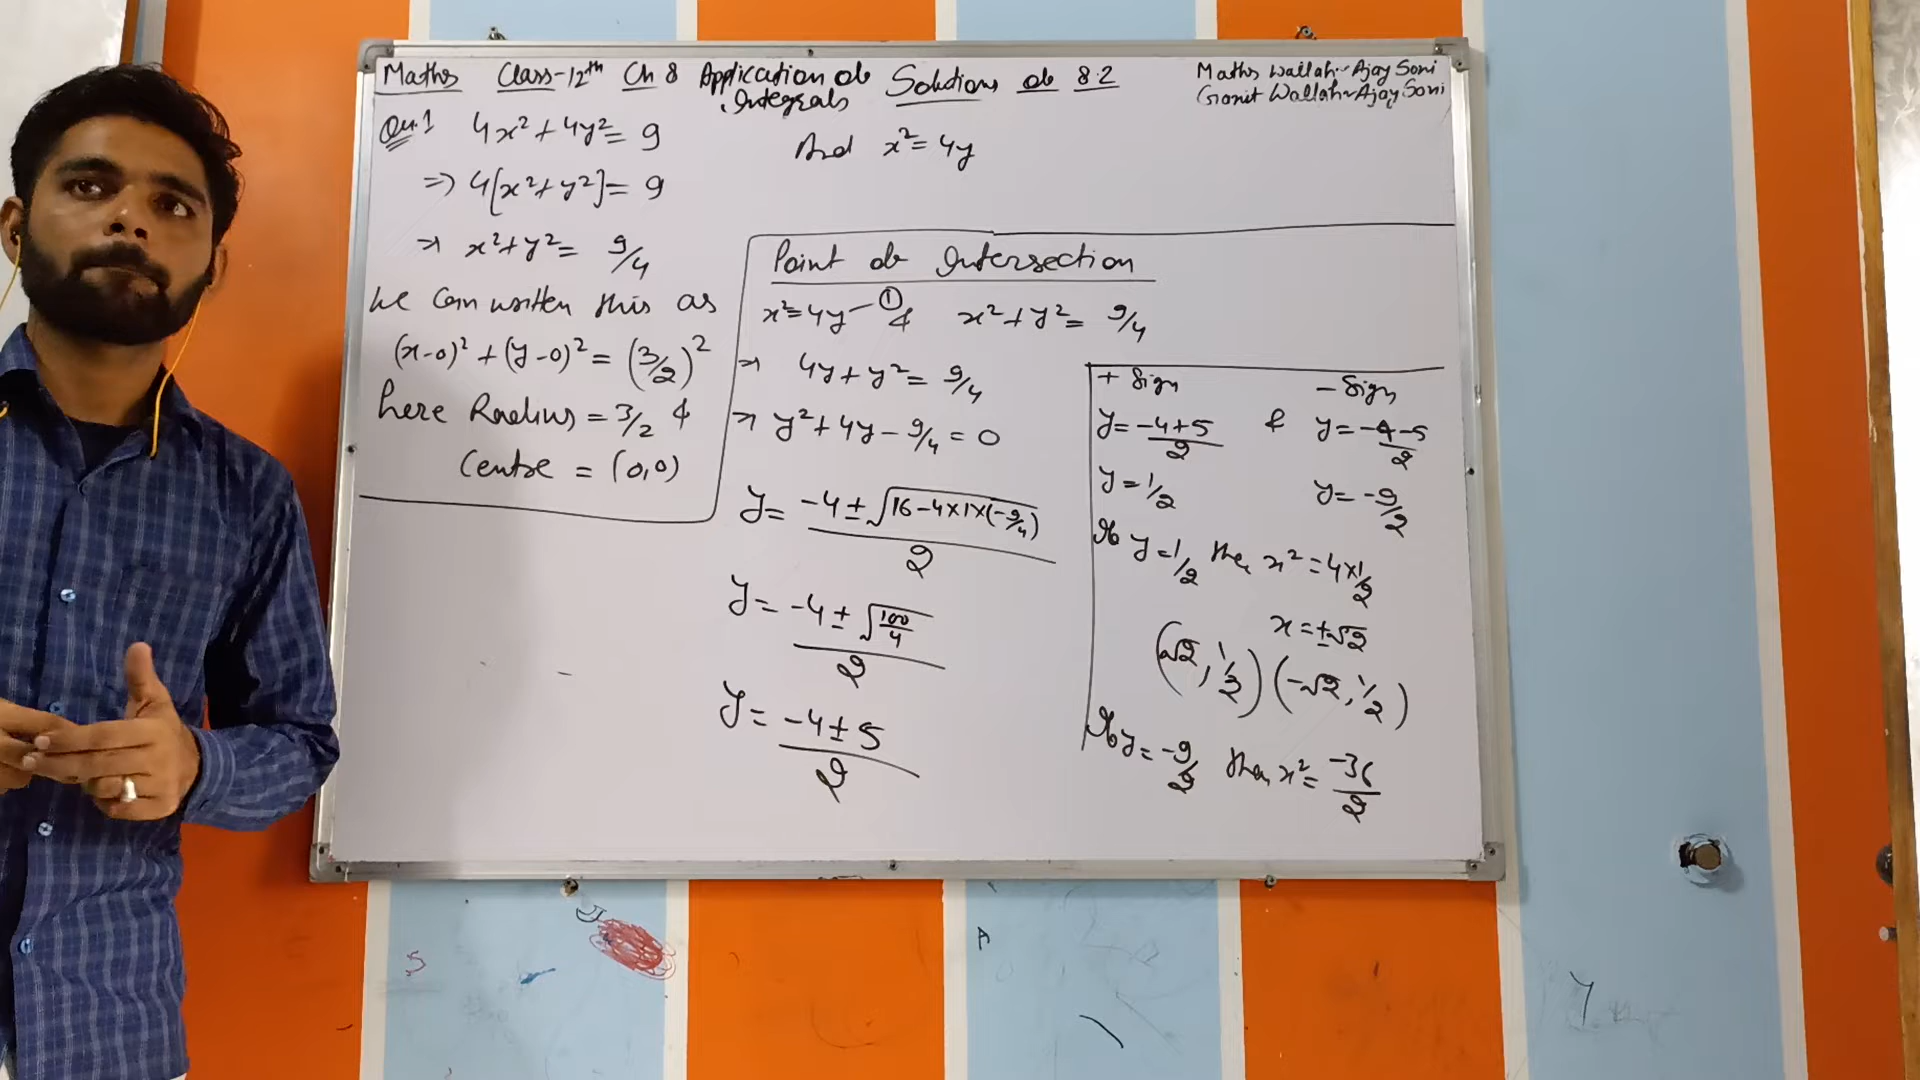 Maths Class-12th Ch 8 Application of Integrals Solutions of 8.2
Maths Wallah~Ajay Soni
Ganit Wallah~Ajay Soni
Qu.1 4x²+4y²= 9 And x²= 4y
=> 4[x²+y²]= 9
=> x²+y²= 9/4
We can written this as
(x-0)² + (y-0)² = (3/2)²
here Radius = 3/2 &
Centre = (0,0)
Point of Intersection
x²=4y — ① & x²+y²= 9/4
=> 4y+y²= 9/4
=> y²+4y-9/4=0
y= -4±√16-4×1×(-9/4) / 2
y= -4±√100/4 / 2
y= -4±5 / 2
+ Sign - Sign
y= -4+5 / 2 & y= -4-5 / 2
y=1/2 y= -9/2
If y=1/2 then x²=4×1/2
x=±√2
(√2, 1/2) (-√2, 1/2)
If y= -9/2 then x²= -36/2
S
A